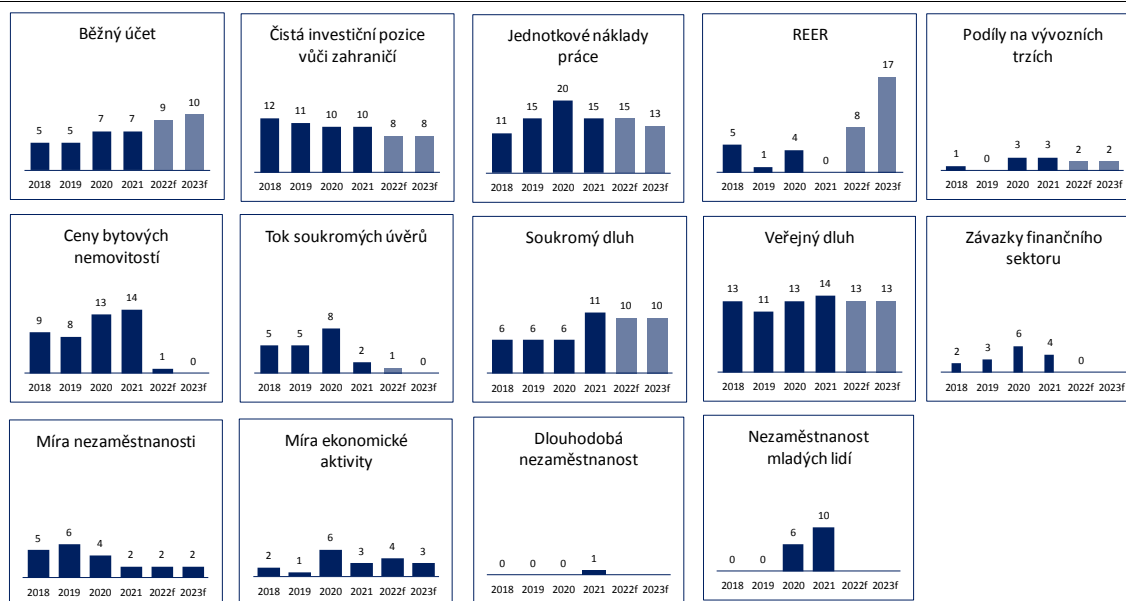 Běžný účet
5 5 7 7 9 10
2018 2019 2020 2021 2022f 2023f
Čistá investiční pozice
vůči zahraničí
12 11 10 10 8 8
2018 2019 2020 2021 2022f 2023f
Jednotkové náklady
práce
11 15 20 15 15 13
2018 2019 2020 2021 2022f 2023f
REER
5 1 4 0 8 17
2018 2019 2020 2021 2022f 2023f
Podíly na vývozních
trzích
1 0 3 3 2 2
2018 2019 2020 2021 2022f 2023f
Ceny bytových
nemovitostí
9 8 13 14 1 0
2018 2019 2020 2021 2022f 2023f
Tok soukromých úvěrů
5 5 8 2 1 0
2018 2019 2020 2021 2022f 2023f
Soukromý dluh
6 6 6 11 10 10
2018 2019 2020 2021 2022f 2023f
Veřejný dluh
13 11 13 14 13 13
2018 2019 2020 2021 2022f 2023f
Závazky finančního
sektoru
2 3 6 4 0
2018 2019 2020 2021 2022f 2023f
Míra nezaměstnanosti
5 6 4 2 2 2
2018 2019 2020 2021 2022f 2023f
Míra ekonomické
aktivity
2 1 6 3 4 3
2018 2019 2020 2021 2022f 2023f
Dlouhodobá
nezaměstnanost
0 0 0 1
2018 2019 2020 2021 2022f 2023f
Nezaměstnanost
mladých lidí
0 0 6 10
2018 2019 2020 2021 2022f 2023f